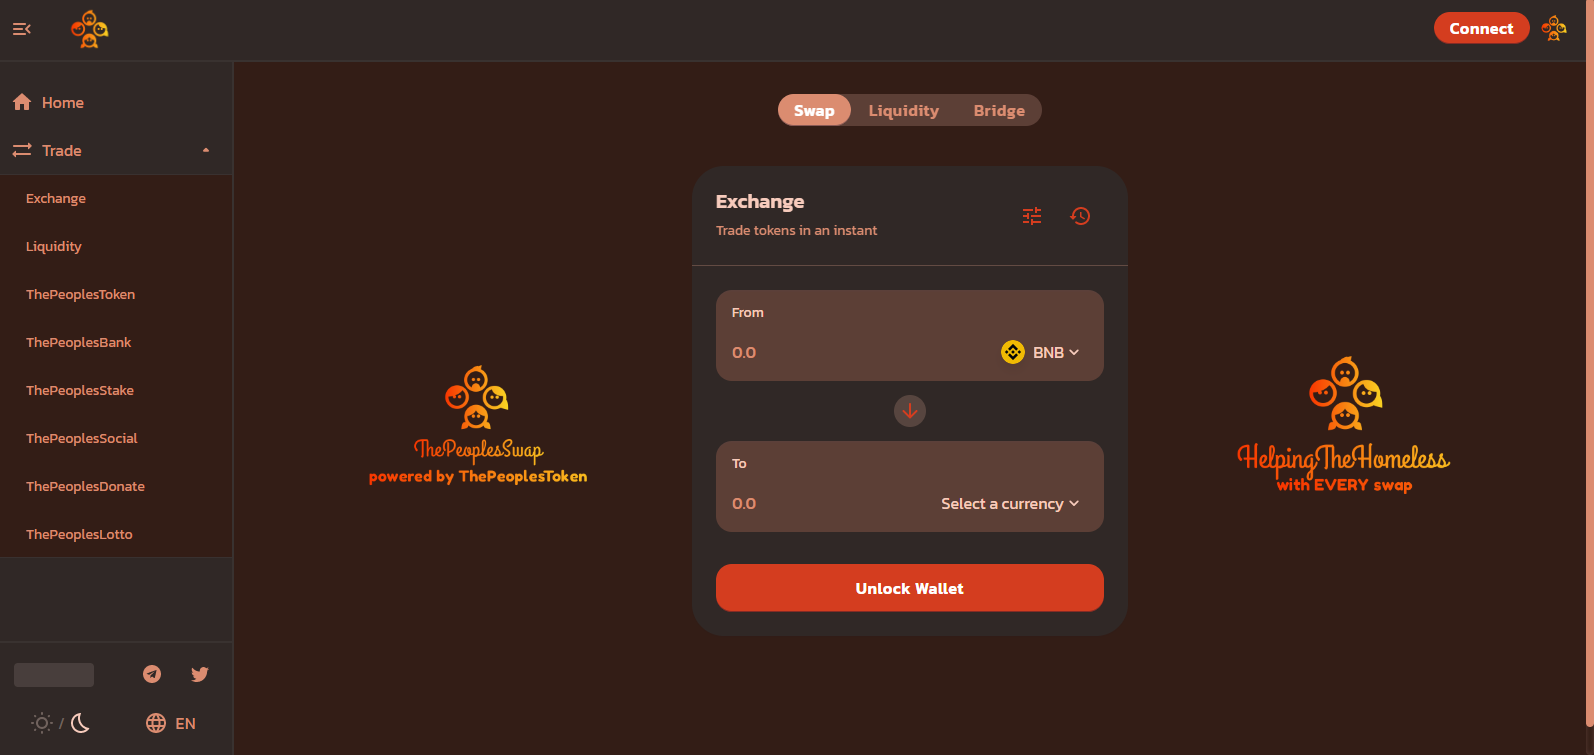 Connect
Home
Trade
Exchange
Liquidity
ThePeoplesToken
ThePeoplesBank
ThePeoplesStake
ThePeoplesSocial
ThePeoplesDonate
ThePeoplesLotto
/
EN
Swap Liquidity Bridge
Exchange
Trade tokens in an instant
From
0.0 BNB
To
0.0 Select a currency
Unlock Wallet
ThePeoplesSwap
powered by ThePeoplesToken
HelpingTheHomeless
with EVERY swap